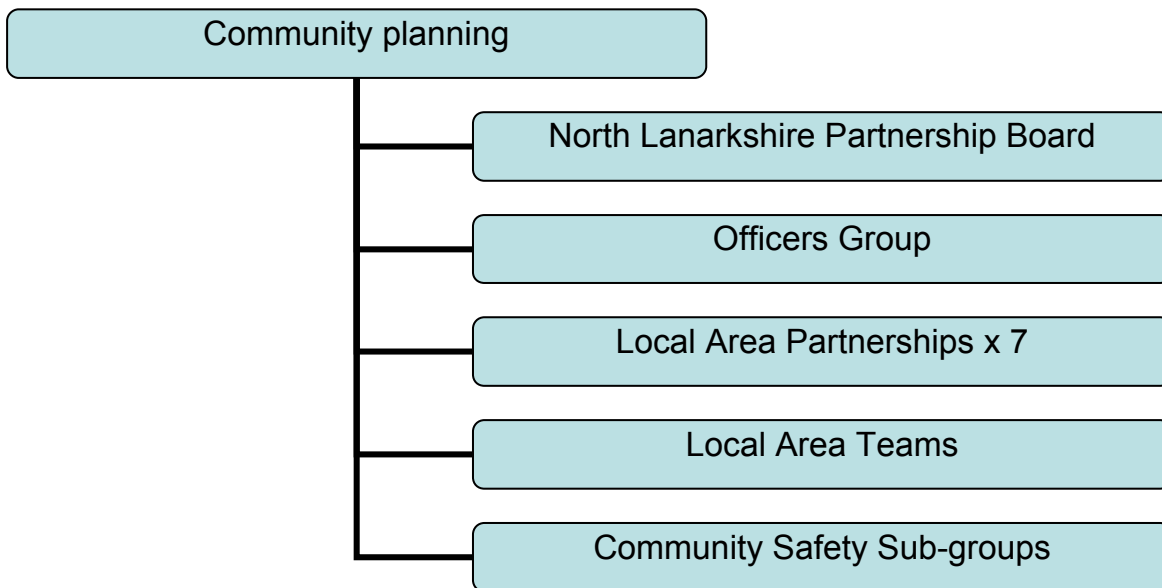 Community planning
North Lanarkshire Partnership Board
Officers Group
Local Area Partnerships x 7
Local Area Teams
Community Safety Sub-groups